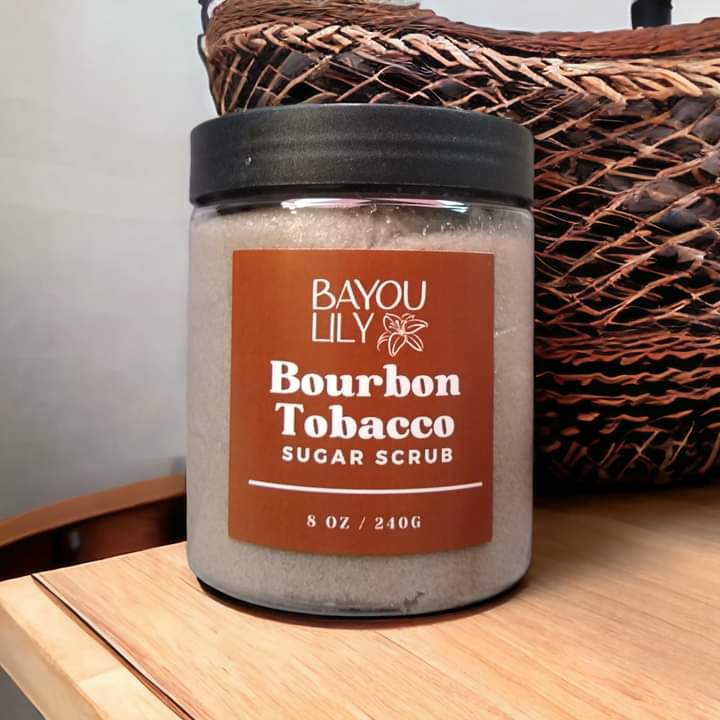 BAYOU
LILY
Bourbon
Tobacco
SUGAR SCRUB
8 OZ / 240G